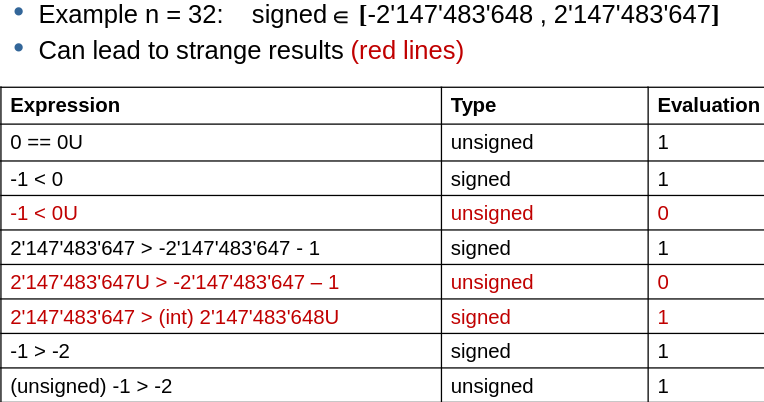 • Example n = 32: signed ∈ [-2'147'483'648 , 2'147'483'647]
• Can lead to strange results (red lines)
Expression Type Evaluation
0 == 0U unsigned 1
-1 < 0 signed 1
-1 < 0U unsigned 0
2'147'483'647 > -2'147'483'647 - 1 signed 1
2'147'483'647U > -2'147'483'647 – 1 unsigned 0
2'147'483'647 > (int) 2'147'483'648U signed 1
-1 > -2 signed 1
(unsigned) -1 > -2 unsigned 1